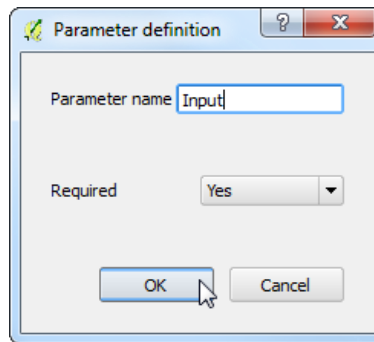 Parameter definition
Parameter name Input
Required Yes
OK Cancel